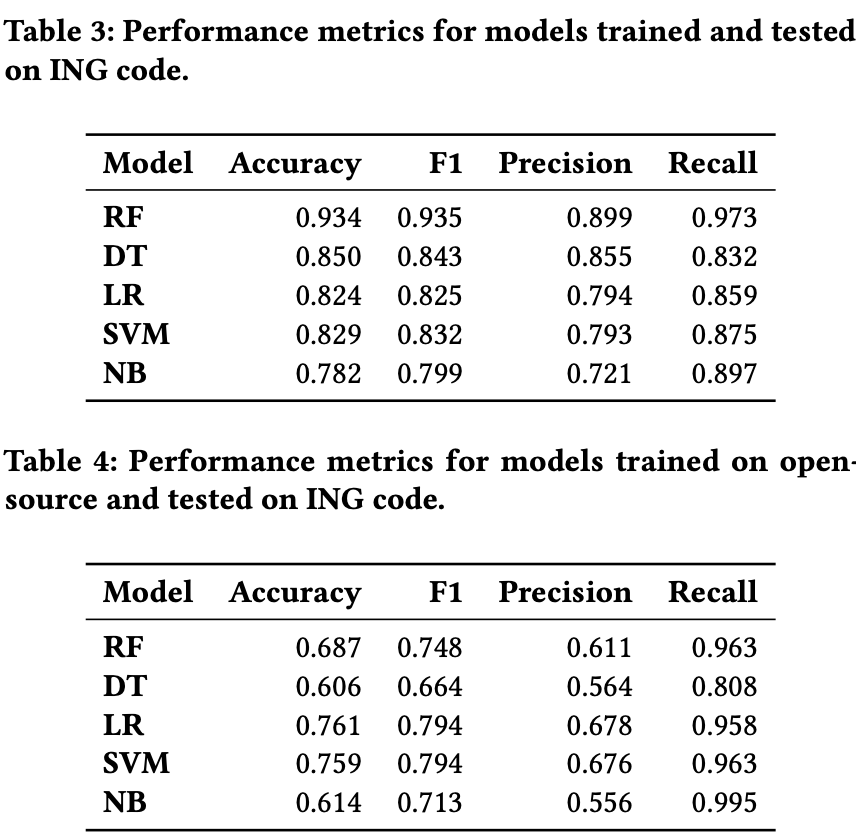 Table 3: Performance metrics for models trained and tested
on ING code.
Model Accuracy F1 Precision Recall
RF 0.934 0.935 0.899 0.973
DT 0.850 0.843 0.855 0.832
LR 0.824 0.825 0.794 0.859
SVM 0.829 0.832 0.793 0.875
NB 0.782 0.799 0.721 0.897
Table 4: Performance metrics for models trained on open-
source and tested on ING code.
Model Accuracy F1 Precision Recall
RF 0.687 0.748 0.611 0.963
DT 0.606 0.664 0.564 0.808
LR 0.761 0.794 0.678 0.958
SVM 0.759 0.794 0.676 0.963
NB 0.614 0.713 0.556 0.995